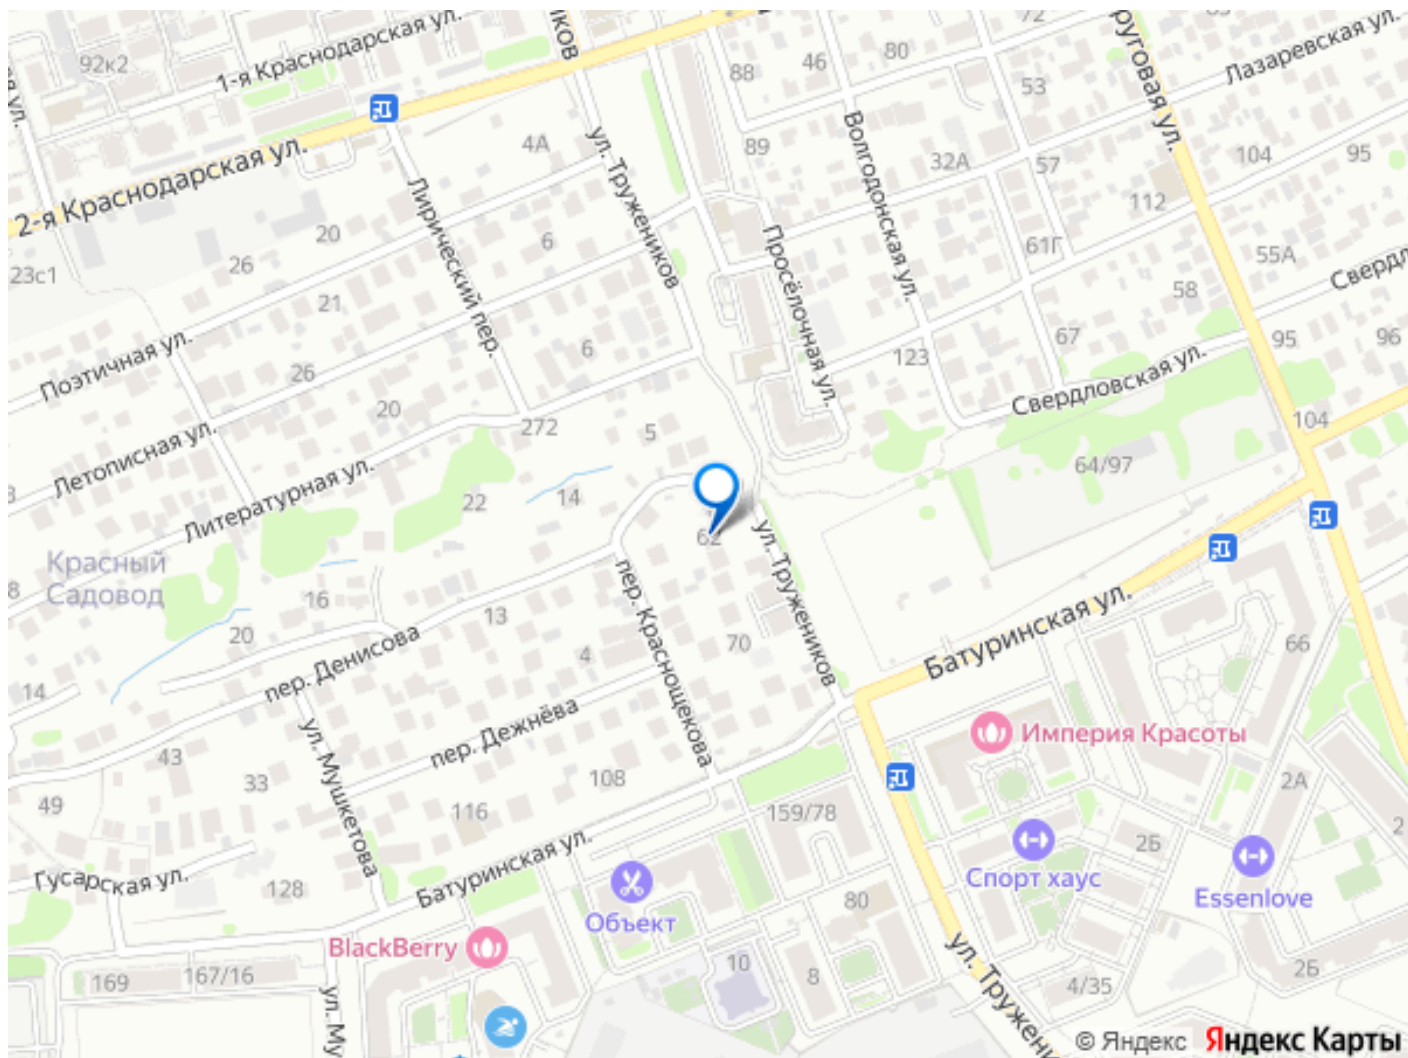 92к2
1-я Краснодарская ул.
2-я Краснодарская ул.
23с1
4А
88
46
80
72
53
89
32А
57
104
95
112
61Г
55А
58
67
123
95
96
104
64/97
Лазаревская ул.
Волгодонская ул.
Просёлочная ул.
ул. Тружеников
Лирический пер.
20
6
26
21
6
26
20
272
5
22
14
62
Поэтичная ул.
Летописная ул.
Литературная ул.
Свердловская ул.
Красный
Садовод
16
20
13
14
4
70
43
33
49
108
116
128
пер. Денисова
пер. Краснощекова
пер. Дежнёва
ул. Мушкетова
ул. Тружеников
Батуринская ул.
Батуринская ул.
Гусарская ул.
66
Империя Красоты
2А
2
2Б
159/78
Спорт хаус
Essenlove
Объект
80
BlackBerry
169
167/16
10
8
4/35
2Б
© Яндекс
Яндекс Карты